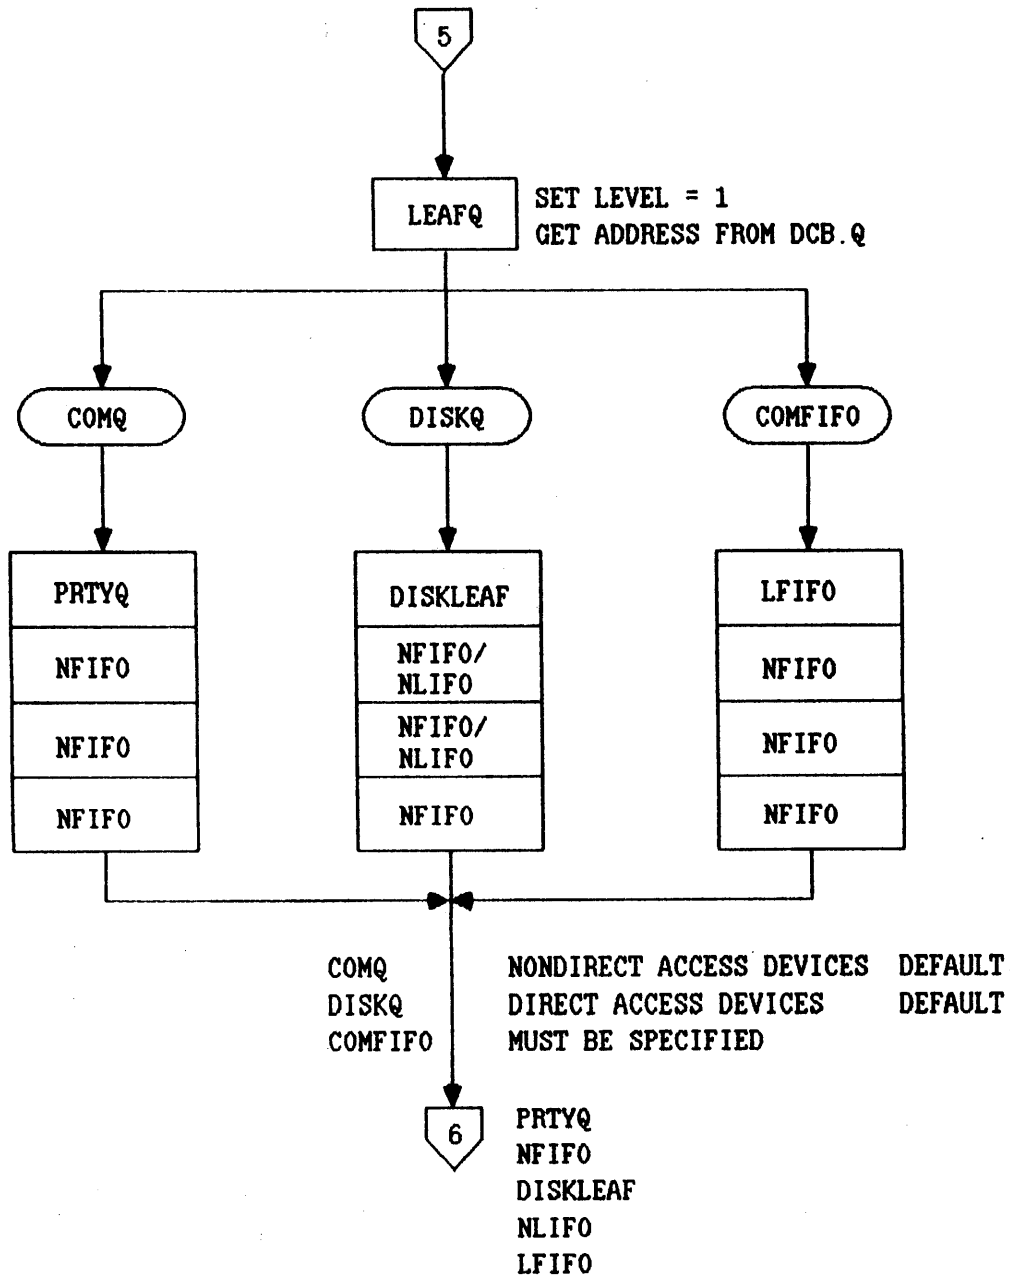 5
LEAFQ
SET LEVEL = 1
GET ADDRESS FROM DCB.Q
COMQ
DISKQ
COMFIFO
PRTYQ
NFIFO
NFIFO
NFIFO
DISKLEAF
NFIFO/
NLIFO
NFIFO/
NLIFO
NFIFO
LFIFO
NFIFO
NFIFO
NFIFO
COMQ NONDIRECT ACCESS DEVICES DEFAULT
DISKQ DIRECT ACCESS DEVICES DEFAULT
COMFIFO MUST BE SPECIFIED
6
PRTYQ
NFIFO
DISKLEAF
NLIFO
LFIFO